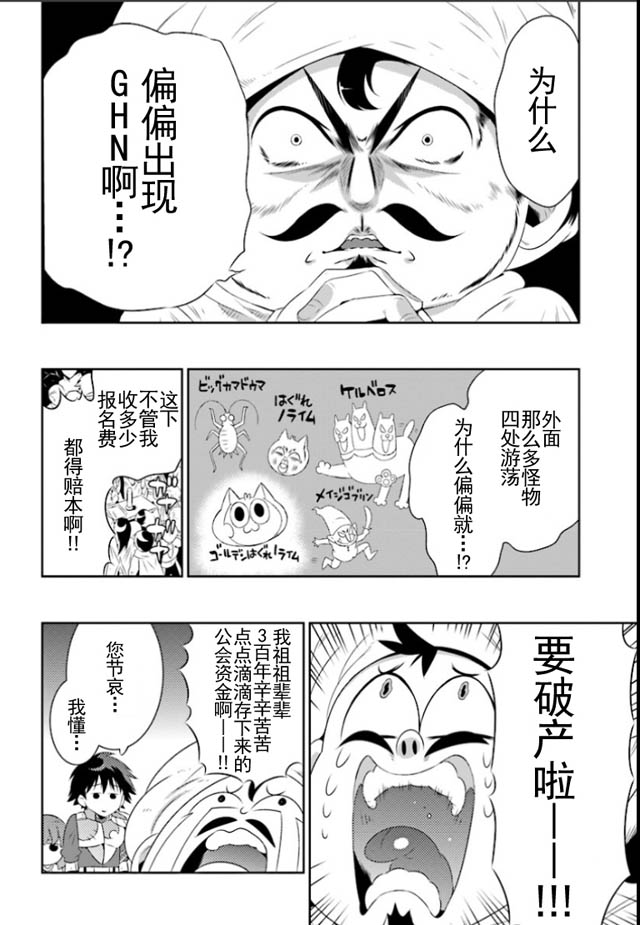 为什么
偏偏出现
GHN啊…!?
外面
那么多怪物
四处游荡
为什么偏偏就…!?
ケルベロス
はぐれ
ノライム
ビッグカマドウマ
メイジゴブリン
ゴールデンはぐれノライム
这下
不管我
收多少
报名费
都得赔本啊!!
要破产啦——!!!
我祖祖辈辈
3百年辛辛苦苦
点点滴滴存下来的
公会资金啊——!!
您节哀…
我懂…